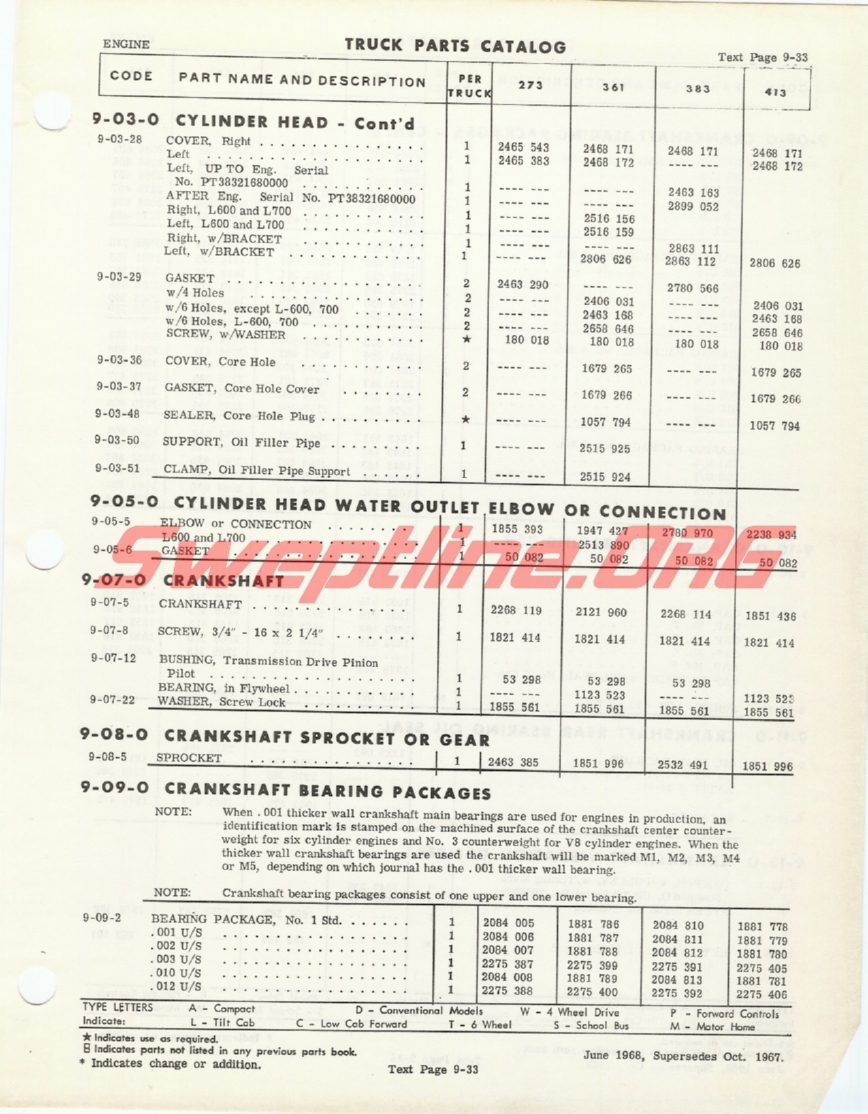 ENGINE
TRUCK PARTS CATALOG
Text Page 9-33
CODE PART NAME AND DESCRIPTION PER TRUCK 273 361 383 413
9-03-0 CYLINDER HEAD - Cont'd
9-03-28 COVER, Right . . . . . . . . . . . . . . . . 1 2465 543 2468 171 2468 171 2468 171
Left . . . . . . . . . . . . . . . . . . . . 1 2465 383 2468 172 ---- --- 2468 172
Left, UP TO Eng. Serial
No. PT38321680000 . . . . . . . . . . . 1 ---- --- ---- --- 2463 163
AFTER Eng. Serial No. PT38321680000 1 ---- --- ---- --- 2899 052
Right, L600 and L700 . . . . . . . . . . . 1 ---- --- 2516 156
Left, L600 and L700 . . . . . . . . . . . 1 ---- --- 2516 159
Right, w/BRACKET . . . . . . . . . . . 1 ---- --- ---- --- 2863 111
Left, w/BRACKET . . . . . . . . . . . . 1 ---- --- 2806 626 2863 112 2806 626
9-03-29 GASKET . . . . . . . . . . . . . . . . . . 2 2463 290 ---- --- 2780 566
w/4 Holes . . . . . . . . . . . . . . . 2 ---- --- 2406 031 ---- --- 2406 031
w/6 Holes, except L-600, 700 . . . . . . . 2 ---- --- 2463 168 ---- --- 2463 168
w/6 Holes, L-600, 700 . . . . . . . . . . 2 ---- --- 2658 646 ---- --- 2658 646
SCREW, w/WASHER . . . . . . . . . . . ★ 180 018 180 018 180 018 180 018
9-03-36 COVER, Core Hole . . . . . . . . . . . . 2 ---- --- 1679 265 ---- --- 1679 265
9-03-37 GASKET, Core Hole Cover . . . . . . . . 2 ---- --- 1679 266 ---- --- 1679 266
9-03-48 SEALER, Core Hole Plug . . . . . . . . . . ★ ---- --- 1057 794 ---- --- 1057 794
9-03-50 SUPPORT, Oil Filler Pipe . . . . . . . . . 1 ---- --- 2515 925
9-03-51 CLAMP, Oil Filler Pipe Support . . . . . . 1 ---- --- 2515 924
9-05-0 CYLINDER HEAD WATER OUTLET ELBOW OR CONNECTION
9-05-5 ELBOW or CONNECTION . . . . . . . . 1 1855 393 1947 427 2780 970 2238 934
L600 and L700 . . . . . . . . . . . . . 1 ---- --- 2513 890
9-05-6 GASKET . . . . . . . . . . . . . . . . 1 50 082 50 082 50 082 50 082
sweptline.ORG
9-07-0 CRANKSHAFT
9-07-5 CRANKSHAFT . . . . . . . . . . . . . . . 1 2268 119 2121 960 2268 114 1851 436
9-07-8 SCREW, 3/4" - 16 x 2 1/4" . . . . . . . . 1 1821 414 1821 414 1821 414 1821 414
9-07-12 BUSHING, Transmission Drive Pinion
Pilot . . . . . . . . . . . . . . . . . . 1 53 298 53 298 53 298
BEARING, in Flywheel . . . . . . . . . . . . 1 ---- --- 1123 523 ---- --- 1123 523
9-07-22 WASHER, Screw Lock . . . . . . . . . . . 1 1855 561 1855 561 1855 561 1855 561
9-08-0 CRANKSHAFT SPROCKET OR GEAR
9-08-5 SPROCKET . . . . . . . . . . . . . . . 1 2463 385 1851 996 2532 491 1851 996
9-09-0 CRANKSHAFT BEARING PACKAGES
NOTE: When .001 thicker wall crankshaft main bearings are used for engines in production, an
identification mark is stamped on the machined surface of the crankshaft center counter-
weight for six cylinder engines and No. 3 counterweight for V8 cylinder engines. When the
thicker wall crankshaft bearings are used the crankshaft will be marked M1, M2, M3, M4
or M5, depending on which journal has the .001 thicker wall bearing.
NOTE: Crankshaft bearing packages consist of one upper and one lower bearing.
9-09-2 BEARING PACKAGE, No. 1 Std. . . . . . . 1 2084 005 1881 786 2084 810 1881 778
.001 U/S . . . . . . . . . . . . . . . . . . 1 2084 006 1881 787 2084 811 1881 779
.002 U/S . . . . . . . . . . . . . . . . . . 1 2084 007 1881 788 2084 812 1881 780
.003 U/S . . . . . . . . . . . . . . . . . . 1 2275 387 2275 399 2275 391 2275 405
.010 U/S . . . . . . . . . . . . . . . . . . 1 2084 008 1881 789 2084 813 1881 781
.012 U/S . . . . . . . . . . . . . . . . . . 1 2275 388 2275 400 2275 392 2275 406
TYPE LETTERS A - Compact D - Conventional Models W - 4 Wheel Drive P - Forward Controls
Indicate: L - Tilt Cab C - Low Cab Forward T - 6 Wheel S - School Bus M - Motor Home
★ Indicates use as required.
Indicates parts not listed in any previous parts book.
* Indicates change or addition.
June 1968, Supersedes Oct. 1967.
Text Page 9-33